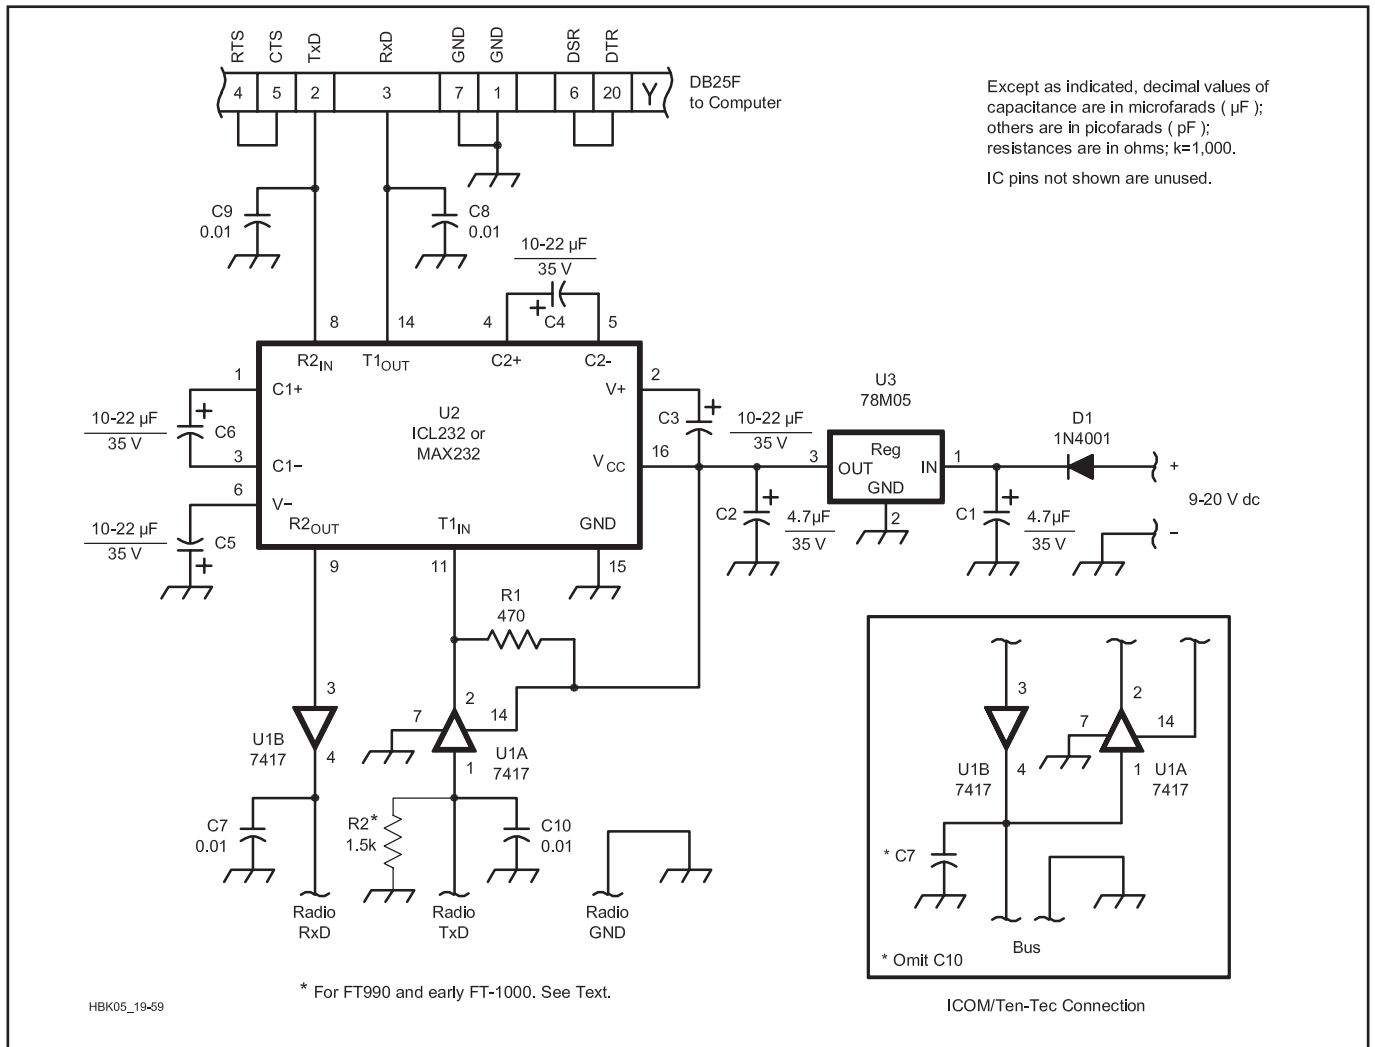 RTS CTS TxD RxD GND GND DSR DTR
4 5 2 3 7 1 6 20 Y
DB25F
to Computer
Except as indicated, decimal values of
capacitance are in microfarads ( µF );
others are in picofarads ( pF );
resistances are in ohms; k=1,000.
IC pins not shown are unused.
C9
0.01
C8
0.01
10-22 µF
35 V
+ C4
8 14 4 5
R2IN T1OUT C2+ C2-
1 C1+
10-22 µF
35 V
+
C6
3 C1–
6 V–
10-22 µF
35 V
C5
+
U2
ICL232 or
MAX232
V+ 2
C3 +
10-22 µF
35 V
VCC 16
R2OUT T1IN GND
9 11 15
U3
78M05
3 Reg 1
OUT IN
GND
2
D1
1N4001
+
9-20 V dc
–
C2 +
4.7µF
35 V
C1 +
4.7µF
35 V
R1
470
3
U1B
7417
4
2
7 14
U1A
7417
1
C7
0.01
R2*
1.5k
C10
0.01
Radio
RxD
Radio
TxD
Radio
GND
* For FT990 and early FT-1000. See Text.
3 2
7 14
U1B
7417
4 1
U1A
7417
* C7
Bus
* Omit C10
ICOM/Ten-Tec Connection
HBK05_19-59